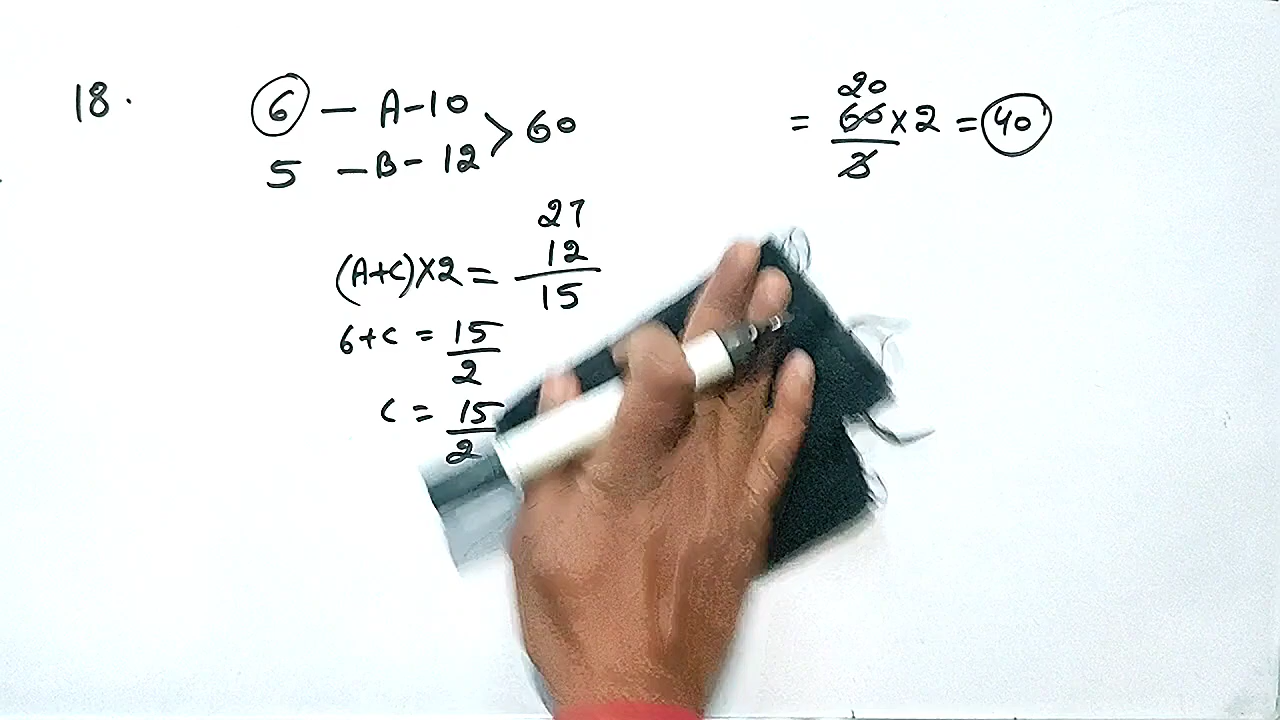 18.
6 — A-10
5 — B - 12 > 60
27
12
(A+C)×2 = 15
6+C = 15/2
C = 15/2
20
= 60×2 = 40
3